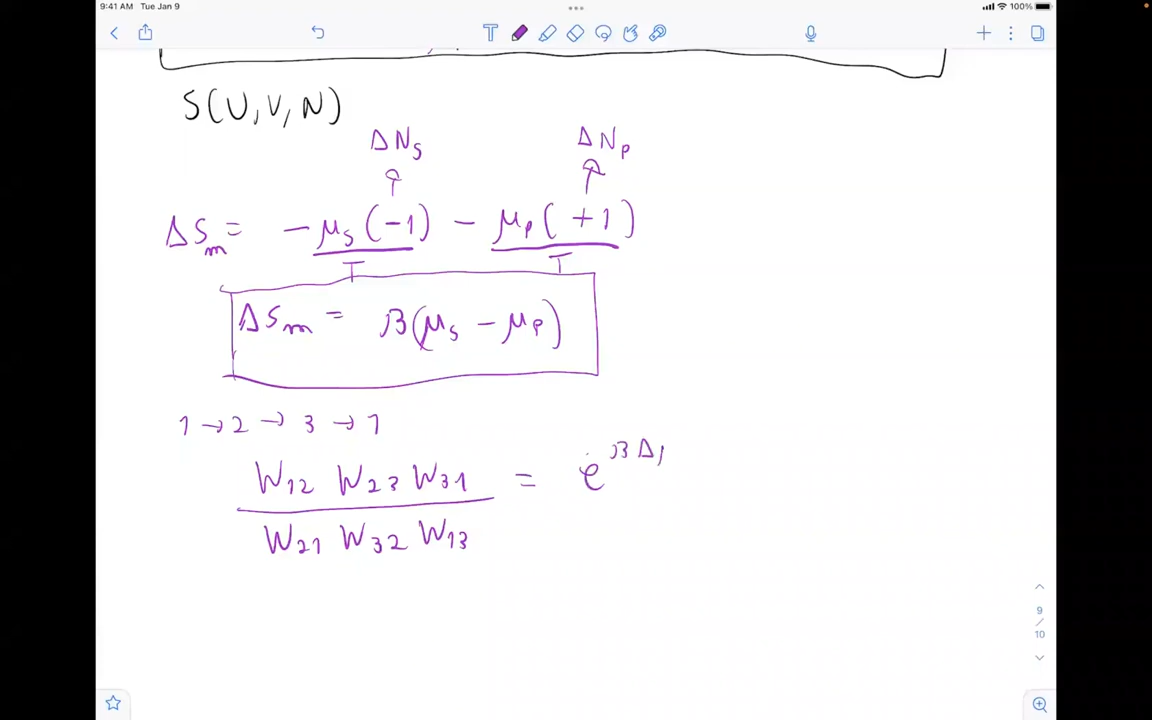 9:41 AM Tue Jan 9
100%
S(U, V, N)
ΔN_S ΔN_P
ΔS_m = -μ_S(-1) - μ_P(+1)
T T
ΔS_m = β(μ_S - μ_P)
1 → 2 → 3 → 1
W_12 W_23 W_31 = e^βΔ
W_21 W_32 W_13
9
/
10